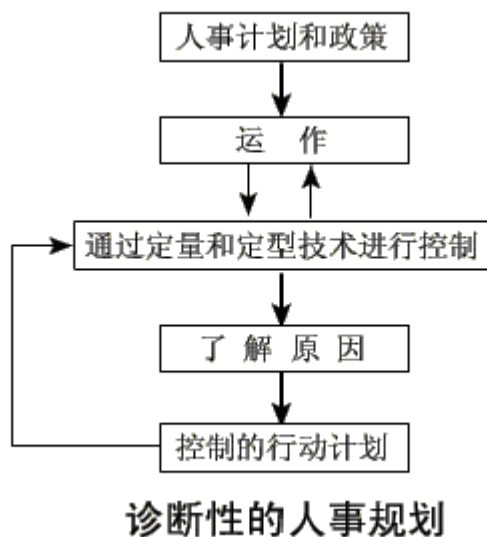 人事计划和政策
运 作
通过定量和定型技术进行控制
了 解 原 因
控制的行动计划
诊断性的人事规划